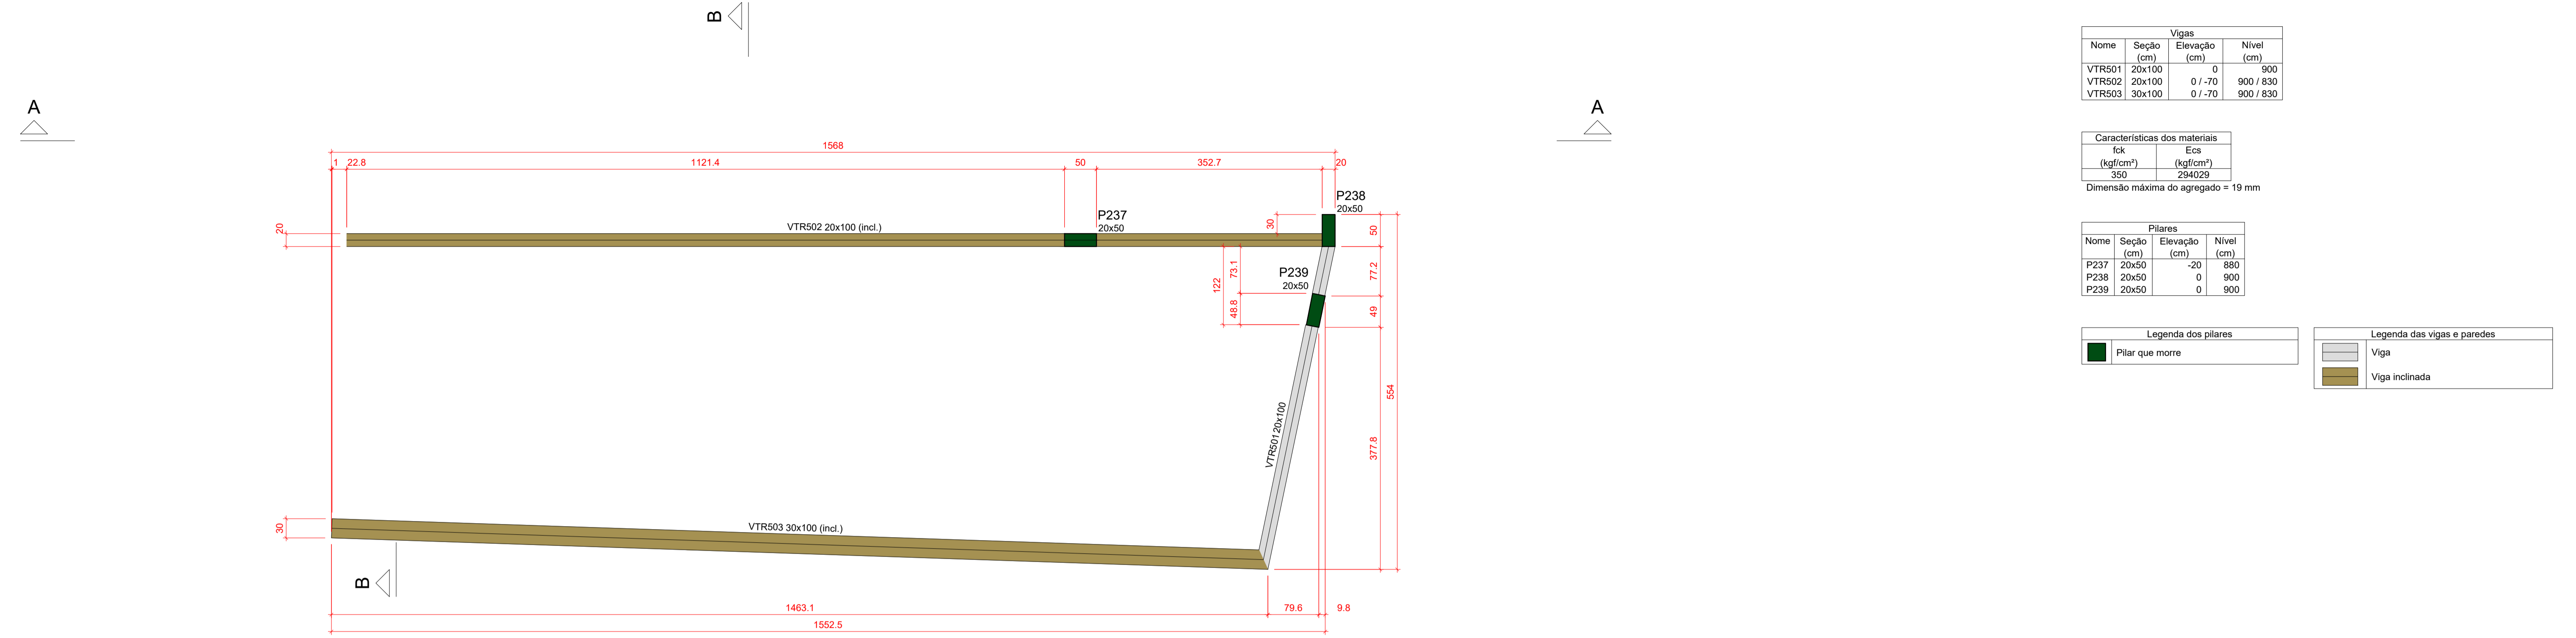 B
A
A
1568
1
22.8
1121.4
50
352.7
20
P238
20x50
P237
20x50
VTR502 20x100 (incl.)
20
30
50
73.1
122
77.2
P239
20x50
48.8
49
554
377.8
VTR501 20x100
30
VTR503 30x100 (incl.)
B
1463.1
79.6
9.8
1552.5
Vigas
Nome Seção Elevação Nível
(cm) (cm) (cm)
VTR501 20x100 0 900
VTR502 20x100 0 / -70 900 / 830
VTR503 30x100 0 / -70 900 / 830
Características dos materiais
fck Ecs
(kgf/cm²) (kgf/cm²)
350 294029
Dimensão máxima do agregado = 19 mm
Pilares
Nome Seção Elevação Nível
(cm) (cm) (cm)
P237 20x50 -20 880
P238 20x50 0 900
P239 20x50 0 900
Legenda dos pilares
Pilar que morre
Legenda das vigas e paredes
Viga
Viga inclinada